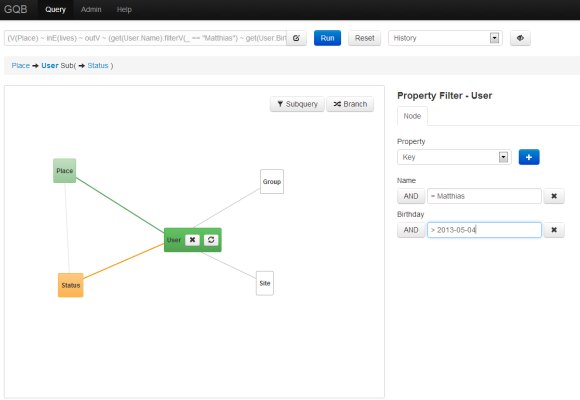 GQB Query Admin Help
(V(Place) ~ inE(lives) ~ outV ~ (get(User.Name).filterV(_ == "Matthias") ~ get(User.Birt
Run Reset History
Place → User Sub( → Status )
Subquery Branch
Property Filter - User
Node
Property
Key
Name
AND = Matthias
Birthday
AND > 2013-05-04
Place
Group
User
Status
Site